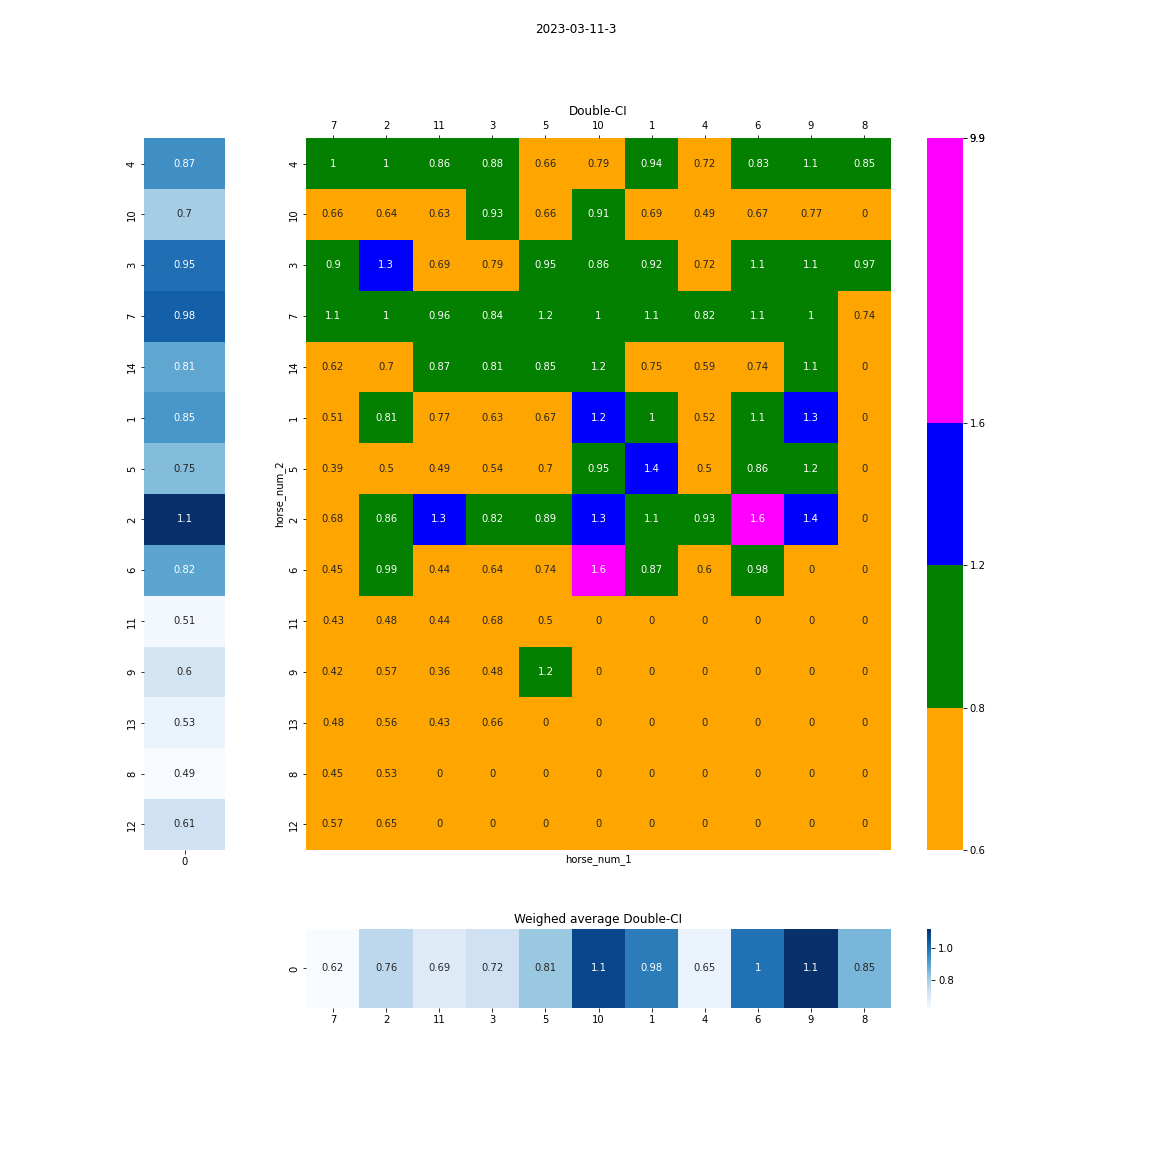 2023-03-11-3
Double-CI
7 2 11 3 5 10 1 4 6 9 8
4 0.87 4 1 1 0.86 0.88 0.66 0.79 0.94 0.72 0.83 1.1 0.85 9.9
10 0.7 10 0.66 0.64 0.63 0.93 0.66 0.91 0.69 0.49 0.67 0.77 0
3 0.95 3 0.9 1.3 0.69 0.79 0.95 0.86 0.92 0.72 1.1 1.1 0.97
7 0.98 7 1.1 1 0.96 0.84 1.2 1 1.1 0.82 1.1 1 0.74
14 0.81 14 0.62 0.7 0.87 0.81 0.85 1.2 0.75 0.59 0.74 1.1 0
1 0.85 1 0.51 0.81 0.77 0.63 0.67 1.2 1 0.52 1.1 1.3 0 1.6
5 0.75 5 0.39 0.5 0.49 0.54 0.7 0.95 1.4 0.5 0.86 1.2 0
horse_num_2
2 1.1 2 0.68 0.86 1.3 0.82 0.89 1.3 1.1 0.93 1.6 1.4 0
6 0.82 6 0.45 0.99 0.44 0.64 0.74 1.6 0.87 0.6 0.98 0 0 1.2
11 0.51 11 0.43 0.48 0.44 0.68 0.5 0 0 0 0 0 0
9 0.6 9 0.42 0.57 0.36 0.48 1.2 0 0 0 0 0 0
13 0.53 13 0.48 0.56 0.43 0.66 0 0 0 0 0 0 0 0.8
8 0.49 8 0.45 0.53 0 0 0 0 0 0 0 0 0
12 0.61 12 0.57 0.65 0 0 0 0 0 0 0 0 0 0.6
0
horse_num_1
Weighed average Double-CI
0 0.62 0.76 0.69 0.72 0.81 1.1 0.98 0.65 1 1.1 0.85
1.0
0.8
7 2 11 3 5 10 1 4 6 9 8